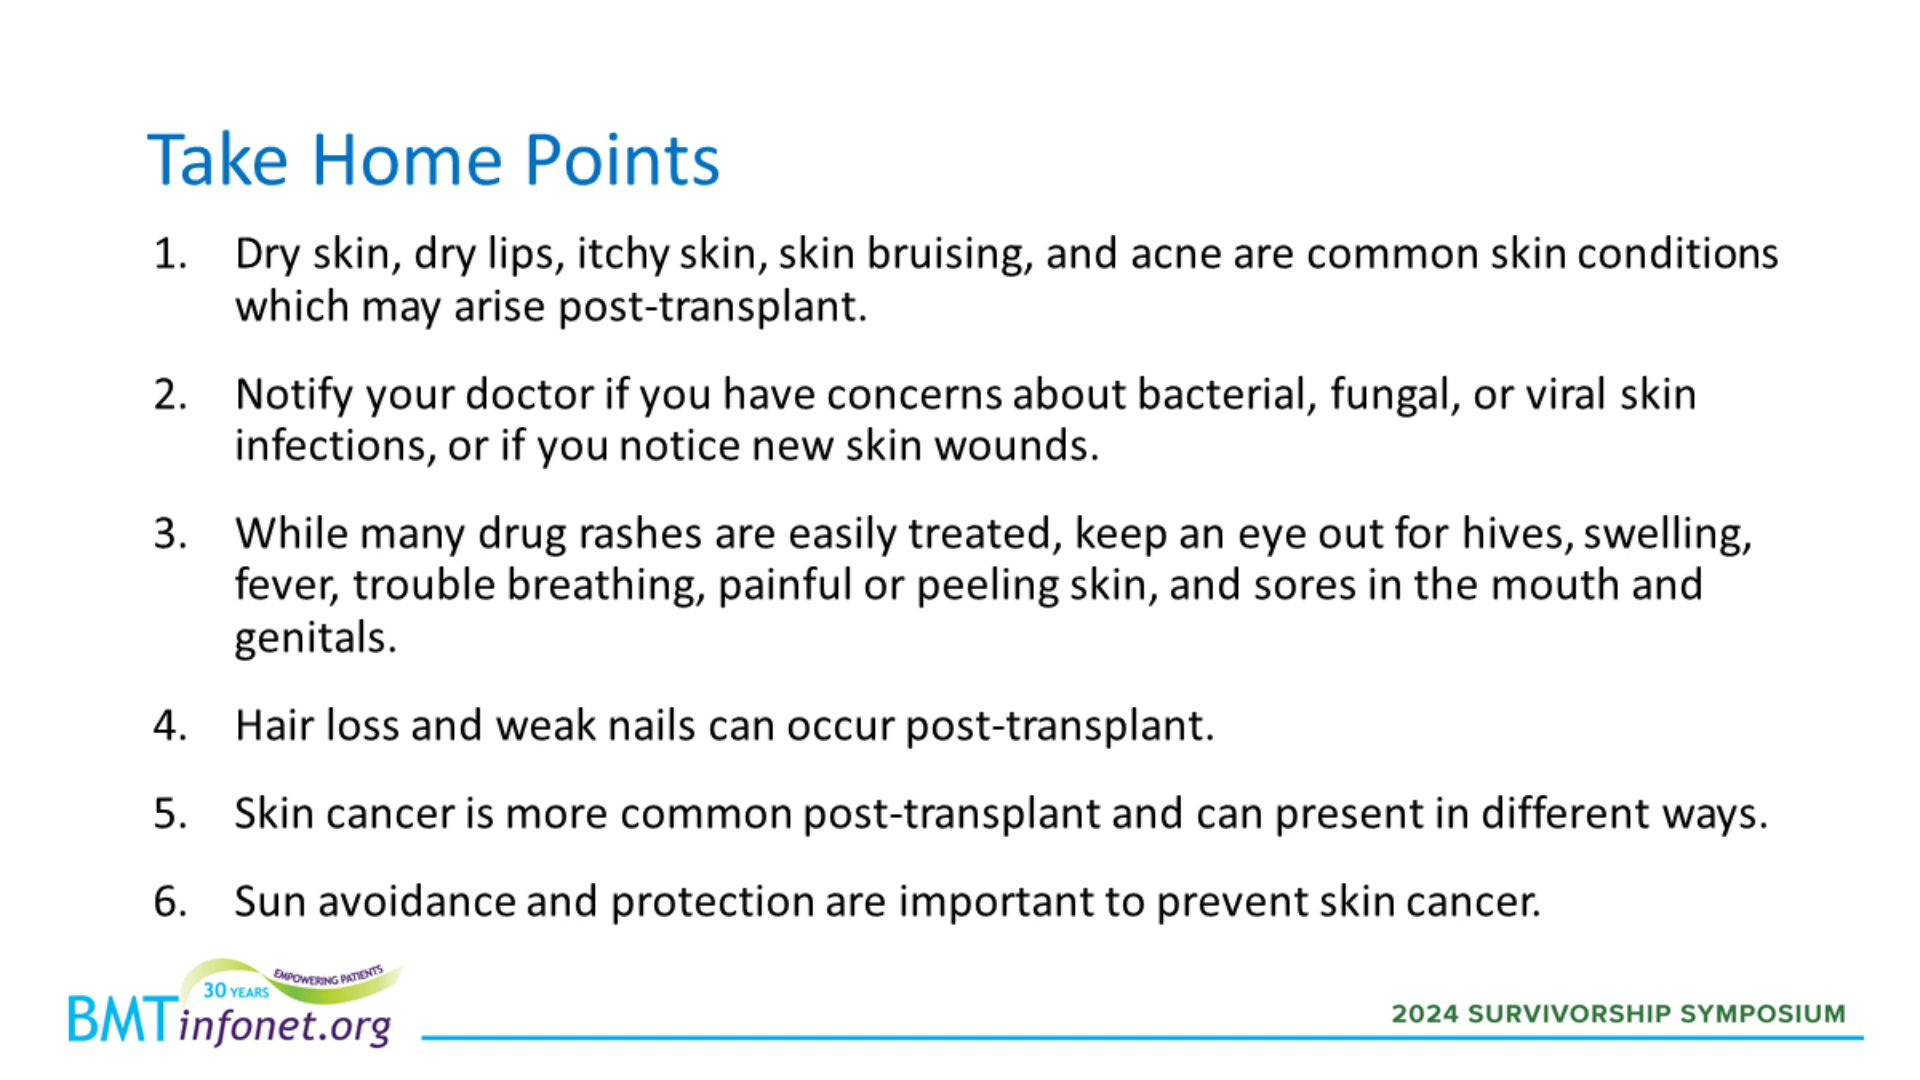 Take Home Points
1. Dry skin, dry lips, itchy skin, skin bruising, and acne are common skin conditions
which may arise post-transplant.
2. Notify your doctor if you have concerns about bacterial, fungal, or viral skin
infections, or if you notice new skin wounds.
3. While many drug rashes are easily treated, keep an eye out for hives, swelling,
fever, trouble breathing, painful or peeling skin, and sores in the mouth and
genitals.
4. Hair loss and weak nails can occur post-transplant.
5. Skin cancer is more common post-transplant and can present in different ways.
6. Sun avoidance and protection are important to prevent skin cancer.
EMPOWERING PATIENTS
30 YEARS
BMTinfonet.org
2024 SURVIVORSHIP SYMPOSIUM